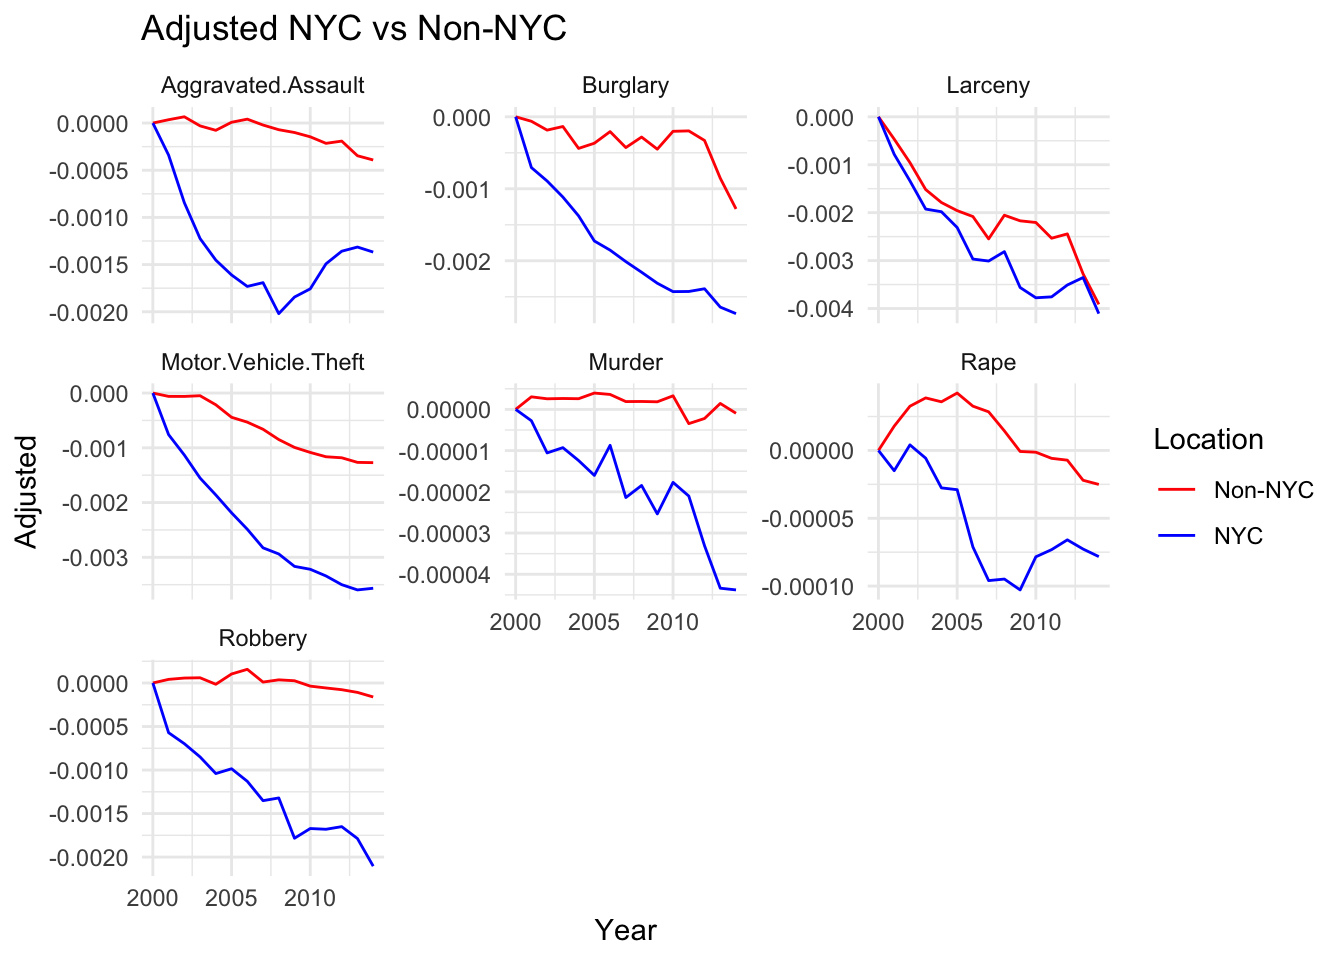 Adjusted NYC vs Non-NYC
Aggravated.Assault
Burglary
Larceny
0.0000
-0.0005
-0.0010
-0.0015
-0.0020
0.000
-0.001
-0.002
0.000
-0.001
-0.002
-0.003
-0.004
Motor.Vehicle.Theft
Murder
Rape
0.000
-0.001
-0.002
-0.003
0.00000
-0.00001
-0.00002
-0.00003
-0.00004
2000 2005 2010
0.00000
-0.00005
-0.00010
2000 2005 2010
Robbery
0.0000
-0.0005
-0.0010
-0.0015
-0.0020
2000 2005 2010
Adjusted
Year
Location
Non-NYC
NYC